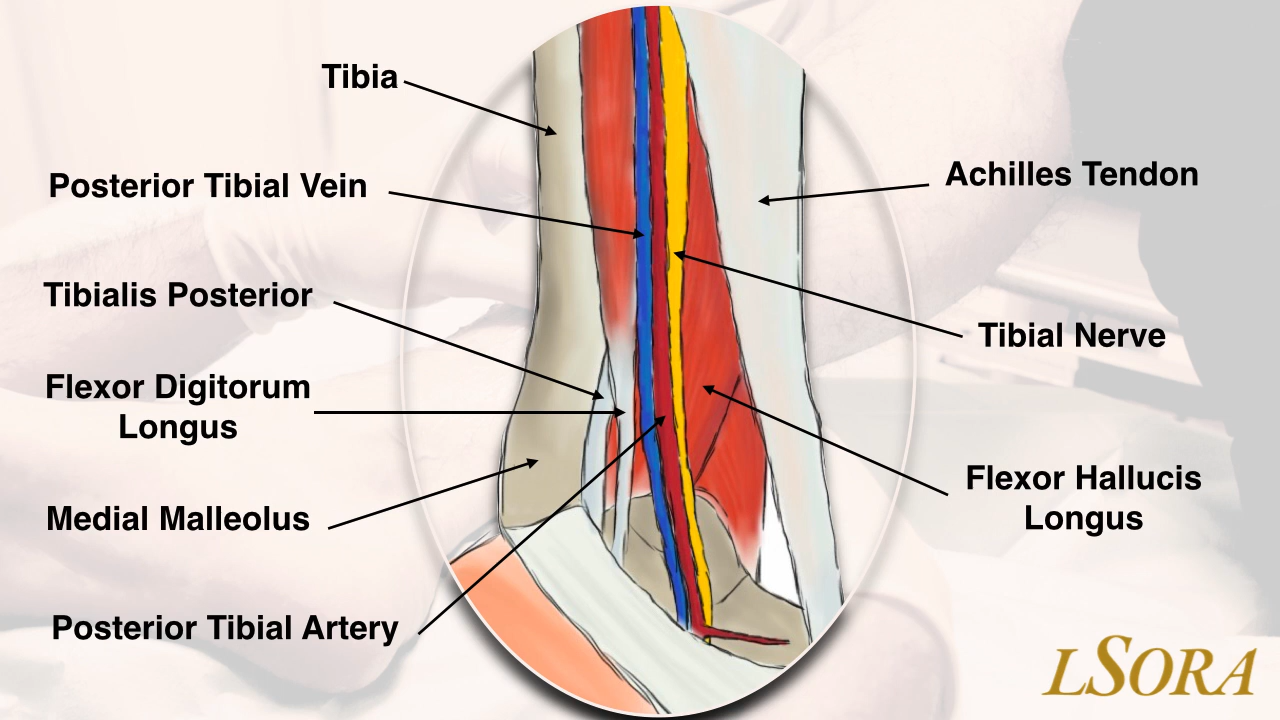 Tibia
Posterior Tibial Vein
Tibialis Posterior
Flexor Digitorum
Longus
Medial Malleolus
Posterior Tibial Artery
Achilles Tendon
Tibial Nerve
Flexor Hallucis
Longus
LSORA